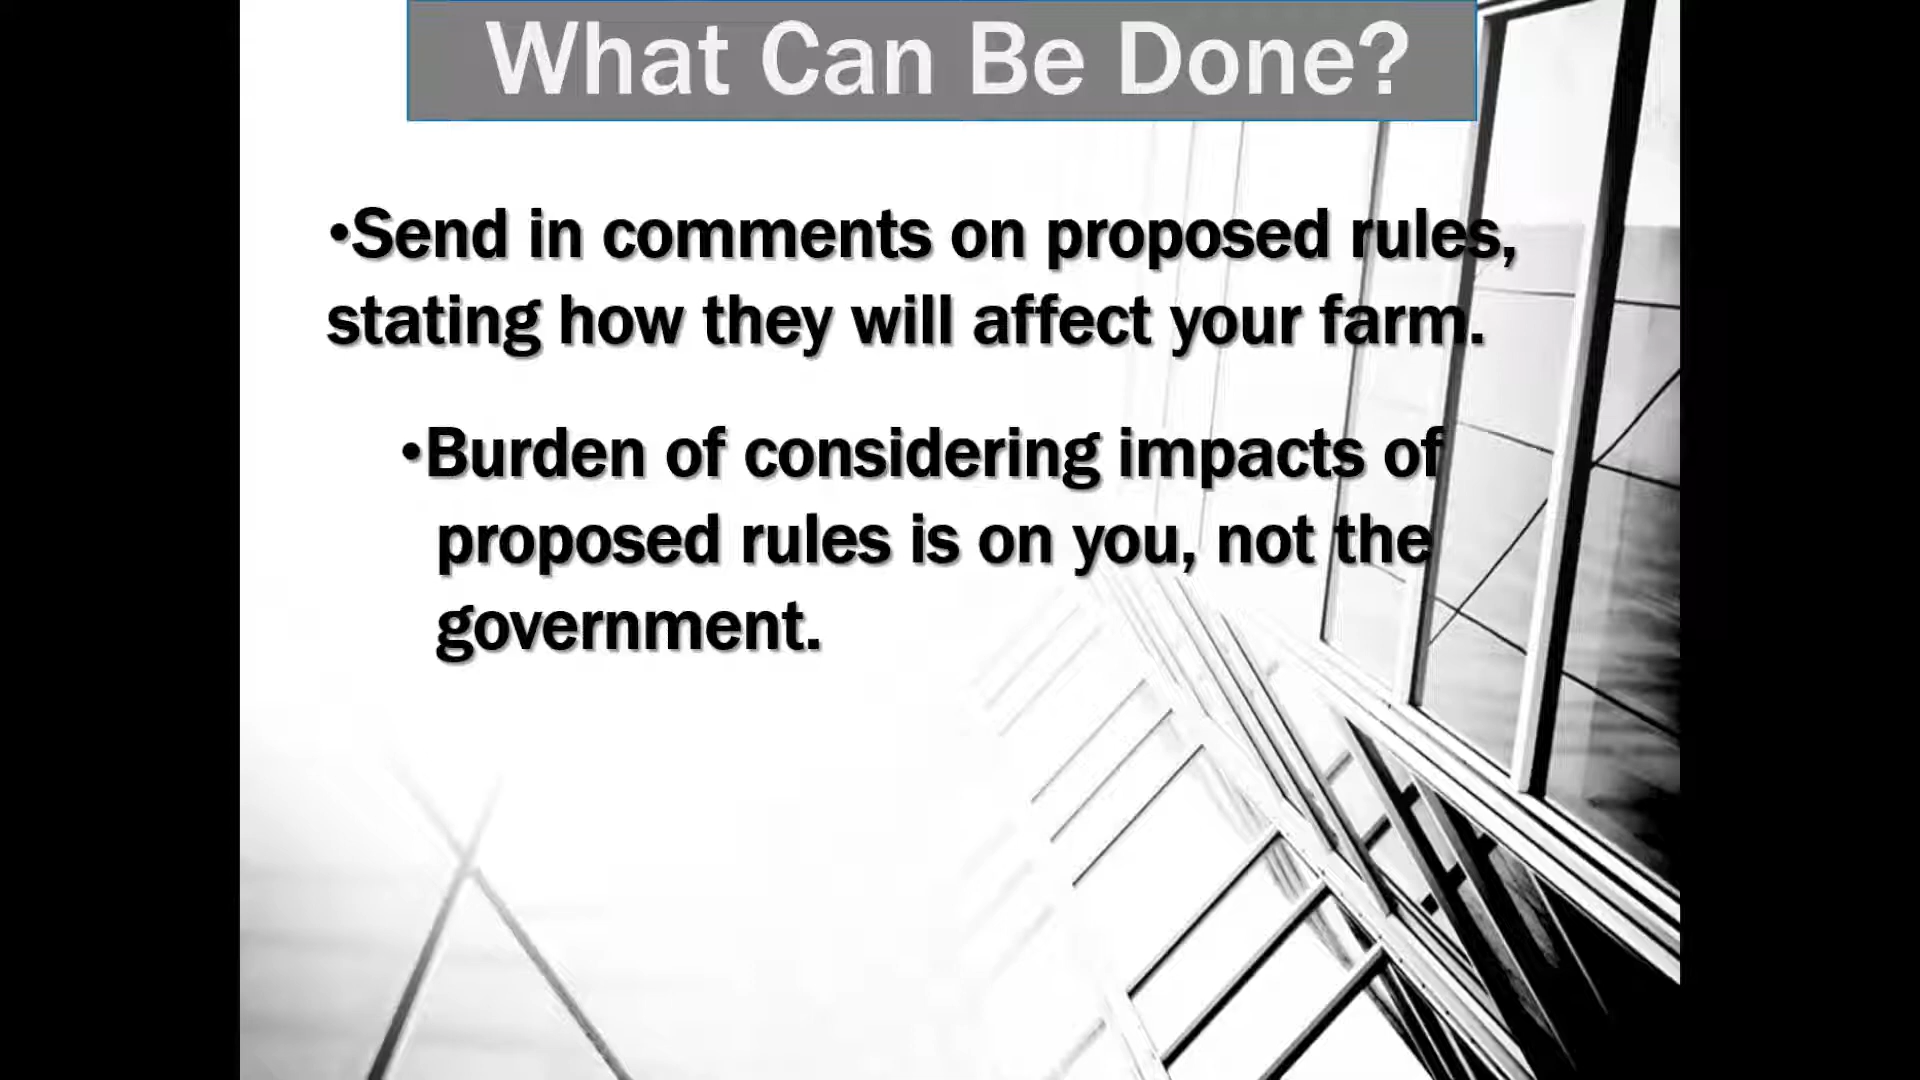 What Can Be Done?
•Send in comments on proposed rules,
stating how they will affect your farm.
•Burden of considering impacts of
proposed rules is on you, not the
government.